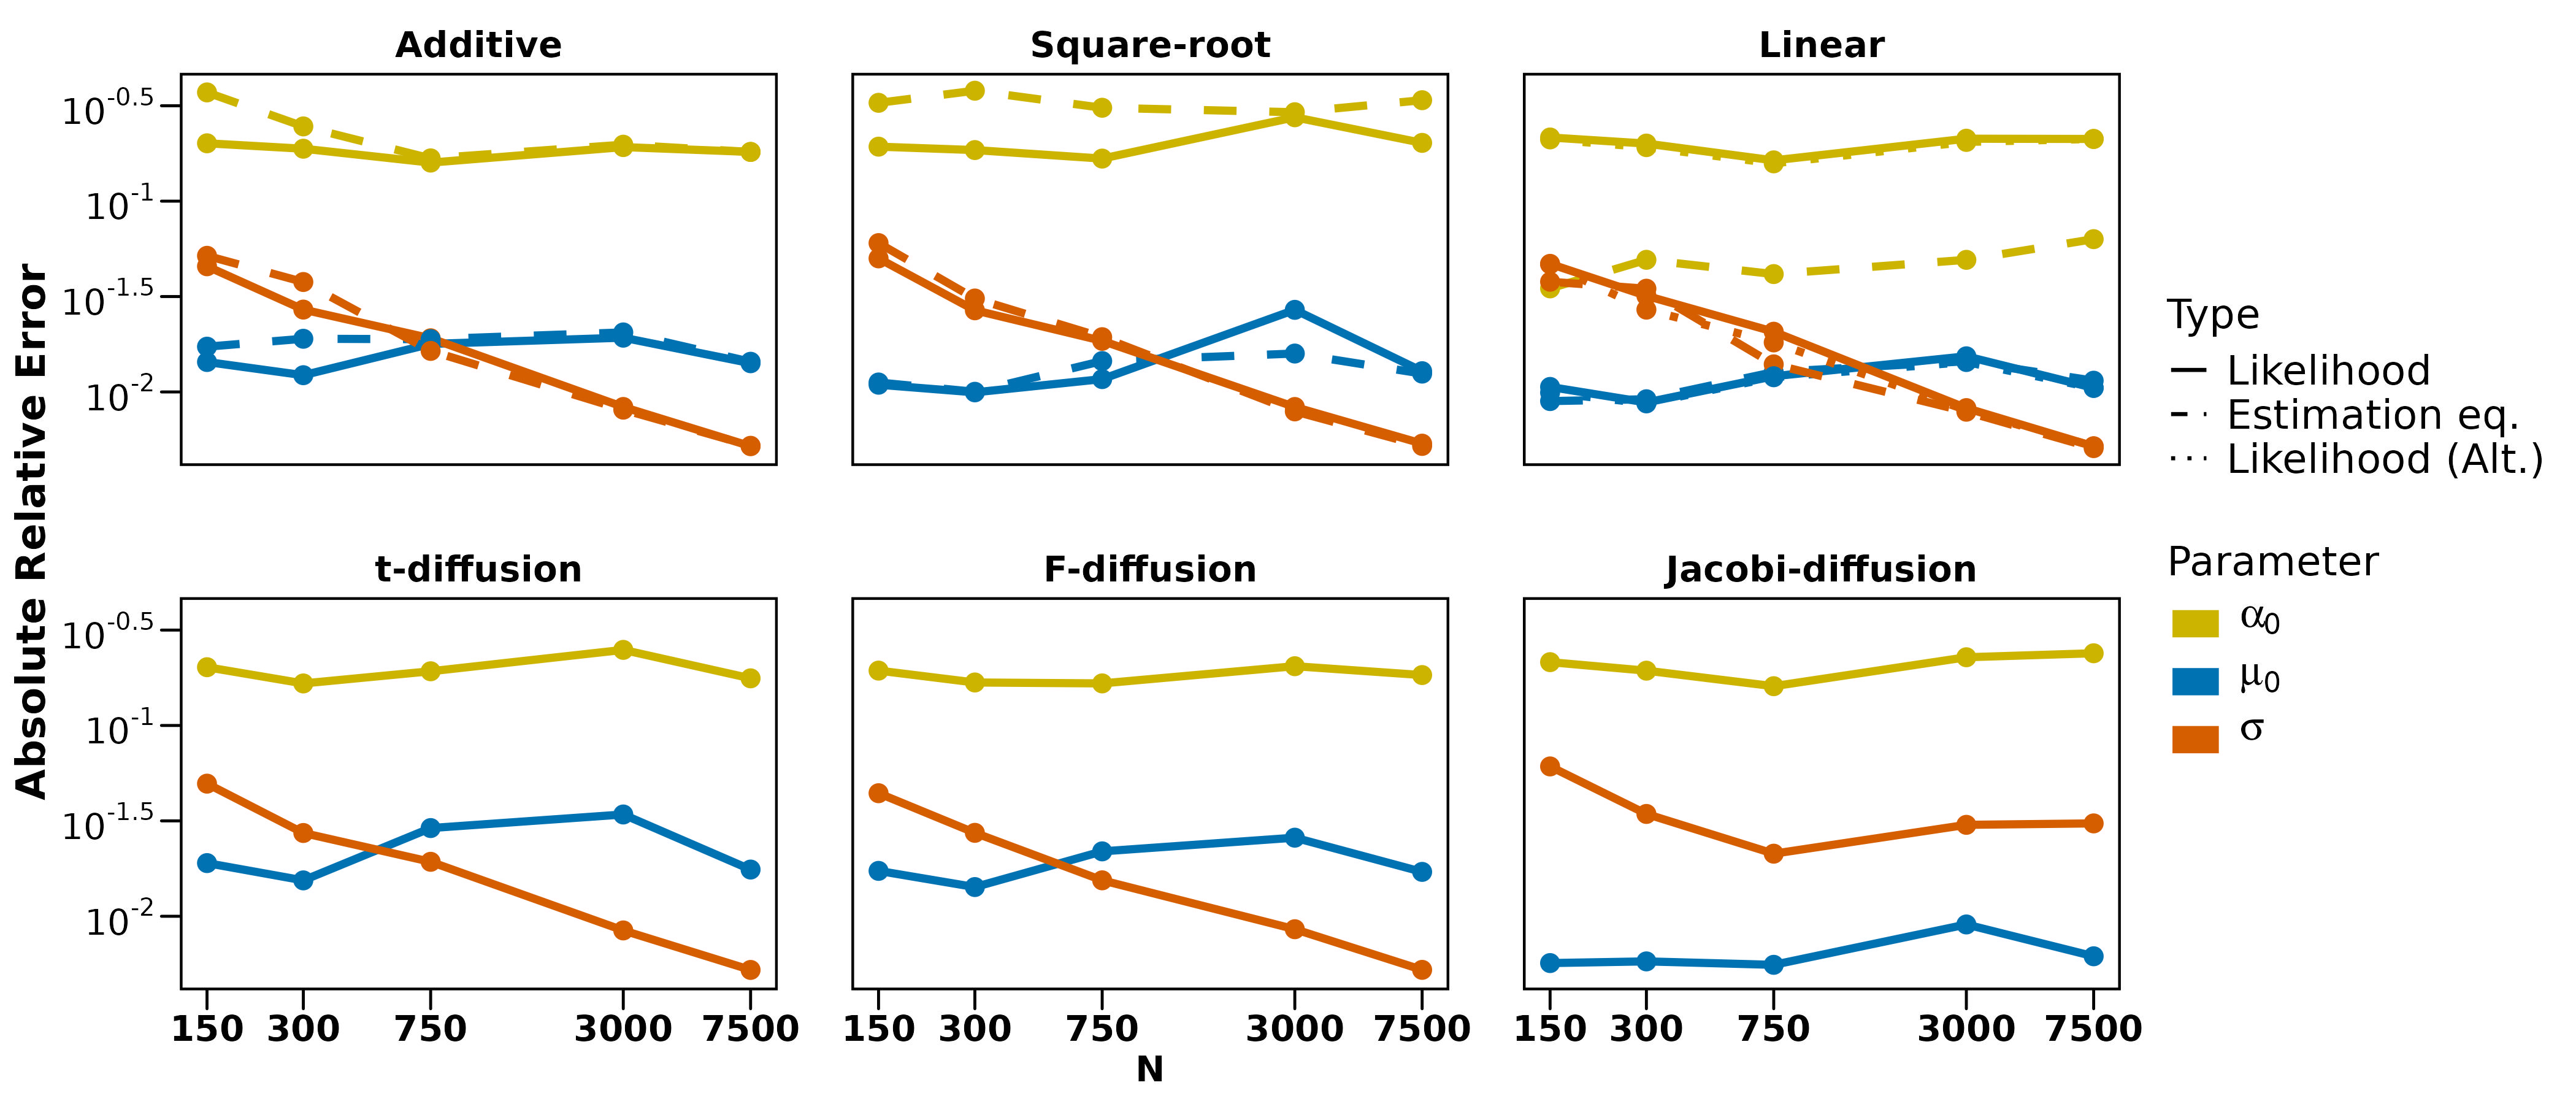 Additive
Square-root
Linear
10^-0.5
10^-1
10^-1.5
10^-2
Absolute Relative Error
Type
Likelihood
Estimation eq.
Likelihood (Alt.)
t-diffusion
F-diffusion
Jacobi-diffusion
10^-0.5
10^-1
10^-1.5
10^-2
Parameter
α0
μ0
σ
150 300 750 3000 7500
150 300 750 3000 7500
150 300 750 3000 7500
N